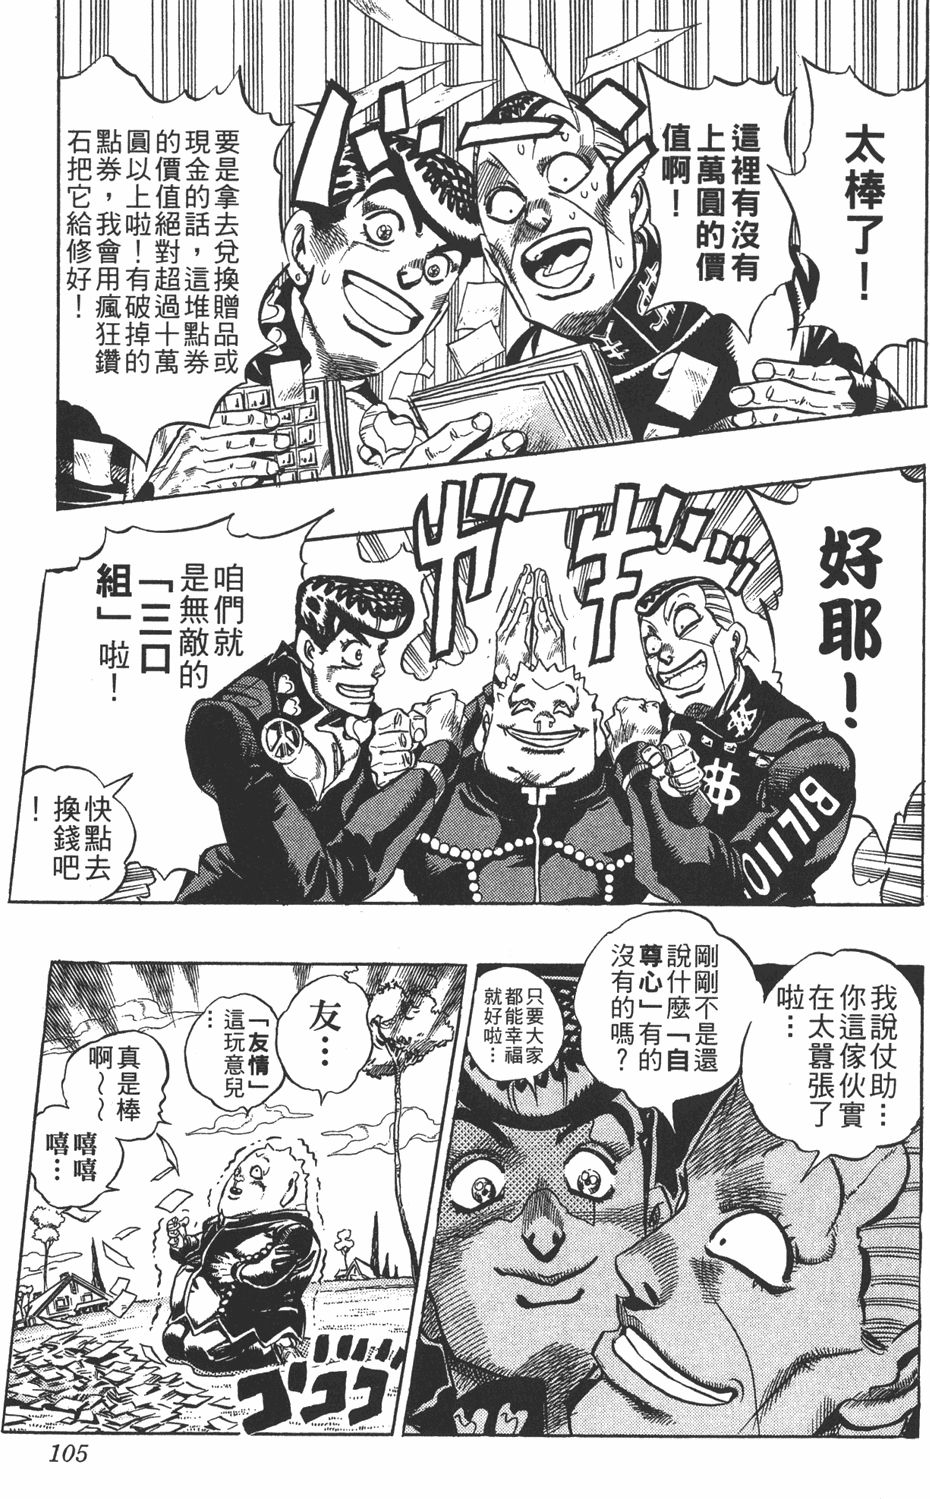 太棒了！
這裡有沒有
上萬圓的價
值啊！
要是拿去兌換贈品或
現金的話，這堆點券
的價值絕對超過十萬
圓以上啦！有破掉的
點券，我會用瘋狂鑽
石把它給修好！
好耶！
ガギ
咱們就
是無敵的
「三口
組」啦！
BILLIO
快點去
換錢吧
！
我說仗助…
你這傢伙實
在太囂張了
啦…
剛剛不是還
說什麼「自
尊心」有的
沒有的嗎？
只要大家
都能幸福
就好啦…
友…
「友情」
這玩意兒
…
真是棒
啊～～
嘻嘻
嘻…
ゴゴゴ
105